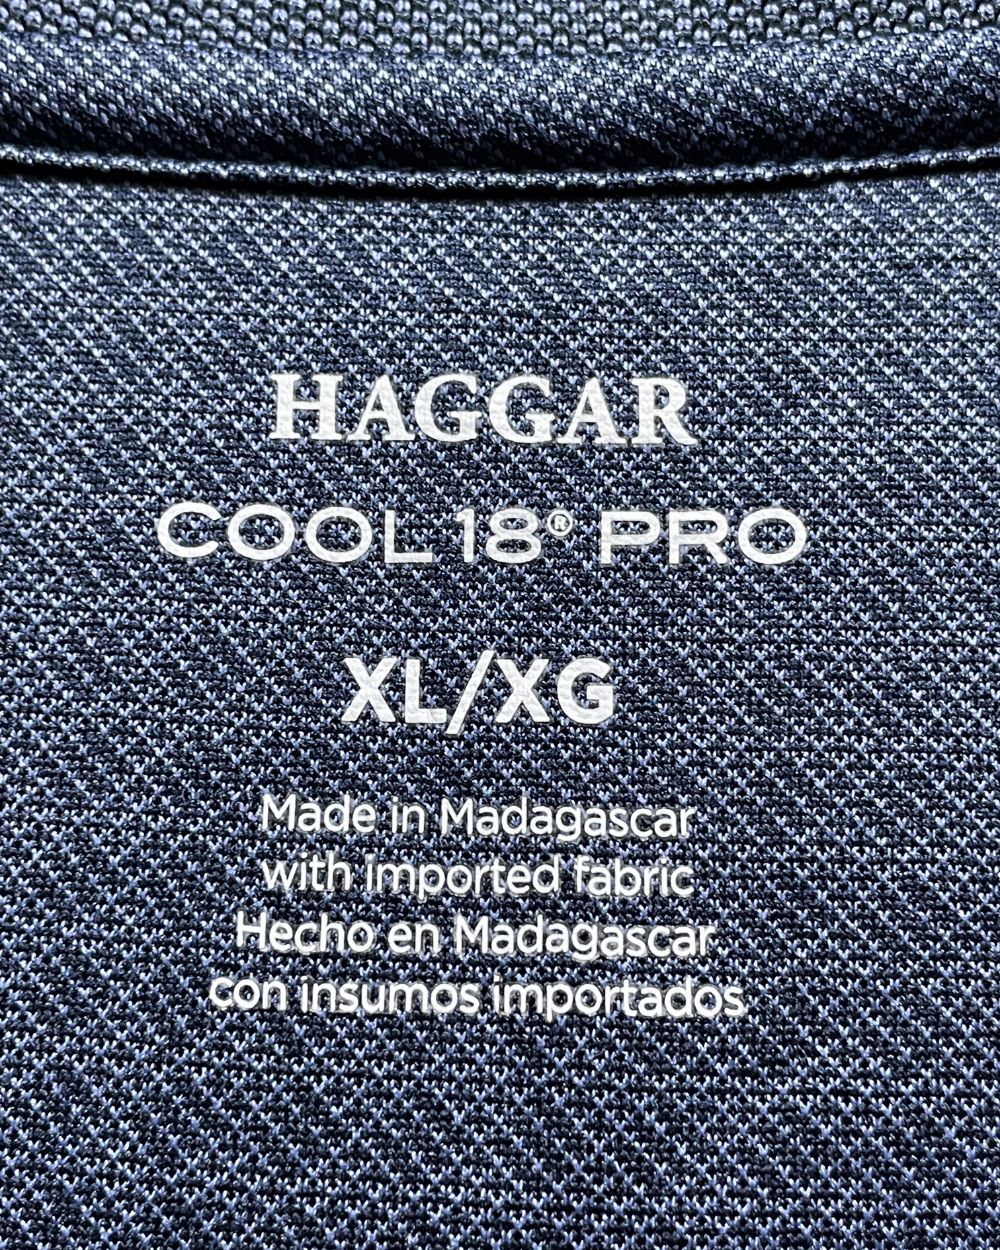 HAGGAR
COOL 18® PRO
XL/XG
Made in Madagascar
with imported fabric
Hecho en Madagascar
con insumos importados